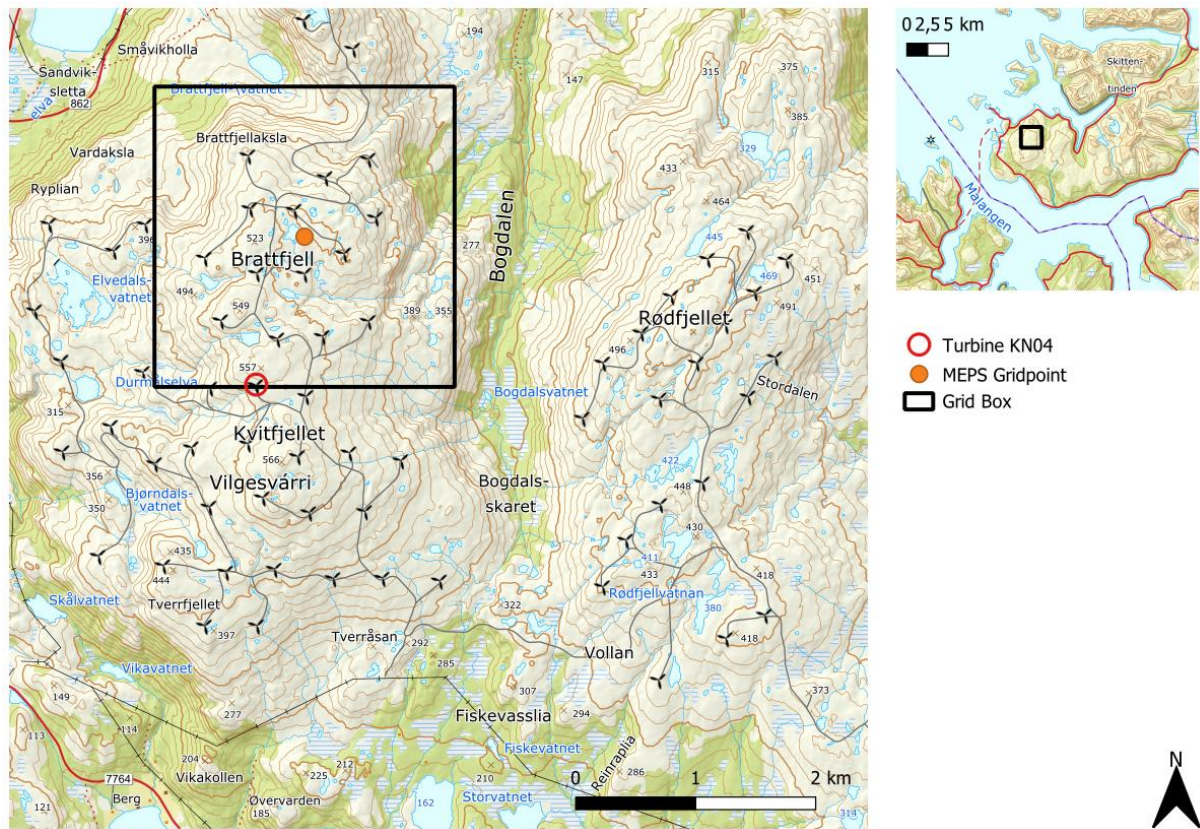 Småvikholla
Sandvik-
sletta
862
elva
Brattfjell-
vatnet
194
147
315
375
385
Brattfjellaksla
Vardaksla
Ryplian
329
433
464
396
523
Brattfjell
277
Bogdalen
445
469
451
491
Elvedals-
vatnet
494
549
389
355
Rødfjellet
496
557
Durmålselva
Bogdalsvatnet
Stordalen
315
Kvitfjellet
566
Vilgesvárri
422
448
356
Bjørndals-
vatnet
350
Bogdals-
skaret
430
435
444
411
433
418
Rødfjellvatnan
380
Skålvatnet
Tverrfjellet
397
322
418
Tverråsan
292
Vollan
285
Vikavatnet
149
307
373
277
294
113
114
Fiskevasslia
204
Fiskevatnet
Reinraplia
7764
Vikakollen
225
212
210
286
Berg
121
Øvervarden
185
162
Storvatnet
314
0 1 2 km
0 2,5 5 km
Skitten-
tinden
Malangen
Turbine KN04
MEPS Gridpoint
Grid Box
N